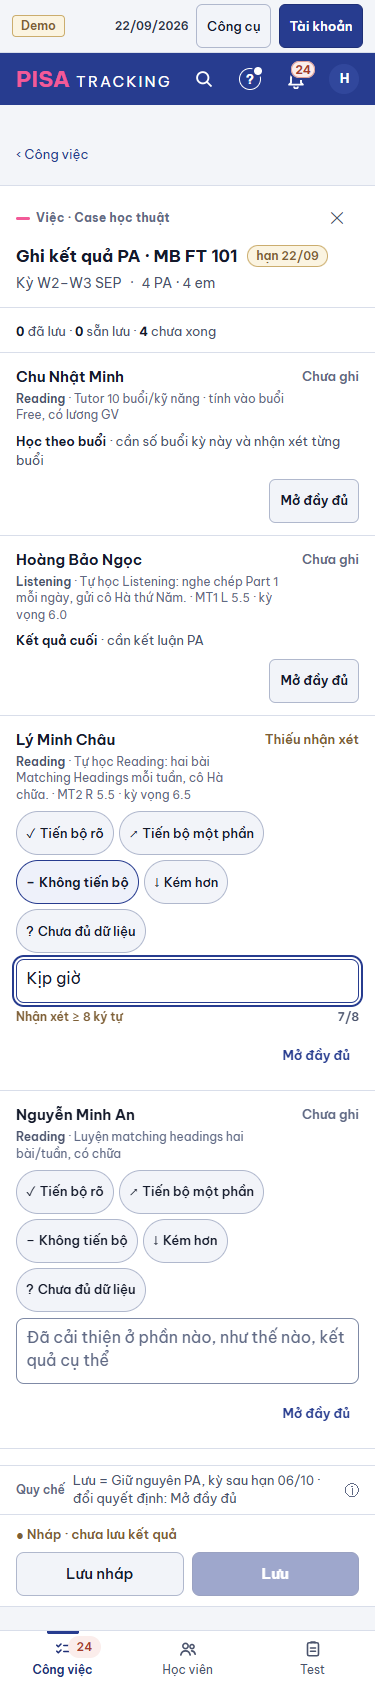 Demo
22/09/2026
Công cụ
Tài khoản
PISA TRACKING
?
24
H
‹ Công việc
Việc · Case học thuật
Ghi kết quả PA · MB FT 101
hạn 22/09
Kỳ W2–W3 SEP · 4 PA · 4 em
0 đã lưu · 0 sẵn lưu · 4 chưa xong
Chu Nhật Minh
Chưa ghi
Reading · Tutor 10 buổi/kỹ năng · tính vào buổi
Free, có lương GV
Học theo buổi · cần số buổi kỳ này và nhận xét từng
buổi
Mở đầy đủ
Hoàng Bảo Ngọc
Chưa ghi
Listening · Tự học Listening: nghe chép Part 1
mỗi ngày, gửi cô Hà thứ Năm. · MT1 L 5.5 · kỳ
vọng 6.0
Kết quả cuối · cần kết luận PA
Mở đầy đủ
Lý Minh Châu
Thiếu nhận xét
Reading · Tự học Reading: hai bài
Matching Headings mỗi tuần, cô Hà
chữa. · MT2 R 5.5 · kỳ vọng 6.5
✓ Tiến bộ rõ
↗ Tiến bộ một phần
– Không tiến bộ
↓ Kém hơn
? Chưa đủ dữ liệu
Kịp giờ
Nhận xét ≥ 8 ký tự
7/8
Mở đầy đủ
Nguyễn Minh An
Chưa ghi
Reading · Luyện matching headings hai
bài/tuần, có chữa
✓ Tiến bộ rõ
↗ Tiến bộ một phần
– Không tiến bộ
↓ Kém hơn
? Chưa đủ dữ liệu
Đã cải thiện ở phần nào, như thế nào, kết
quả cụ thể
Mở đầy đủ
Quy chế
Lưu = Giữ nguyên PA, kỳ sau hạn 06/10 ·
đổi quyết định: Mở đầy đủ
● Nháp · chưa lưu kết quả
Lưu nháp
Lưu
24
Công việc
Học viên
Test